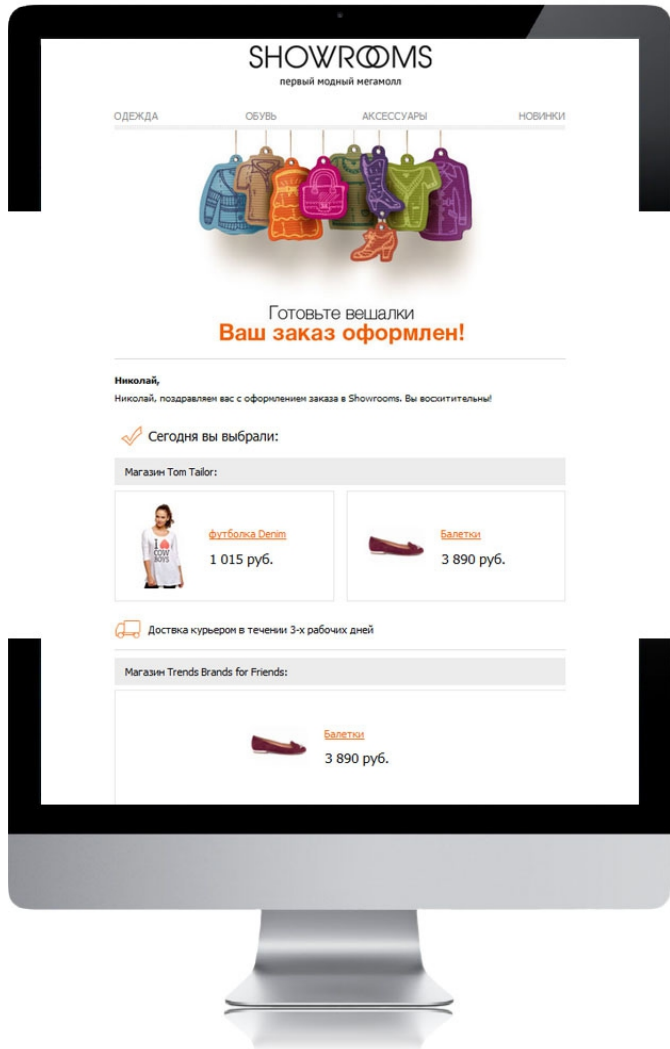 SHOWROOMS
первый модный мегамолл
ОДЕЖДА ОБУВЬ АКСЕССУАРЫ НОВИНКИ
Готовьте вешалки
Ваш заказ оформлен!
Николай,
Николай, поздравляем вас с оформлением заказа в Showrooms. Вы восхитительны!
Сегодня вы выбрали:
Магазин Tom Tailor:
I
COW
BOYS
футболка Denim
1 015 руб.
Балетки
3 890 руб.
Доствка курьером в течении 3-х рабочих дней
Магазин Trends Brands for Friends:
Балетки
3 890 руб.